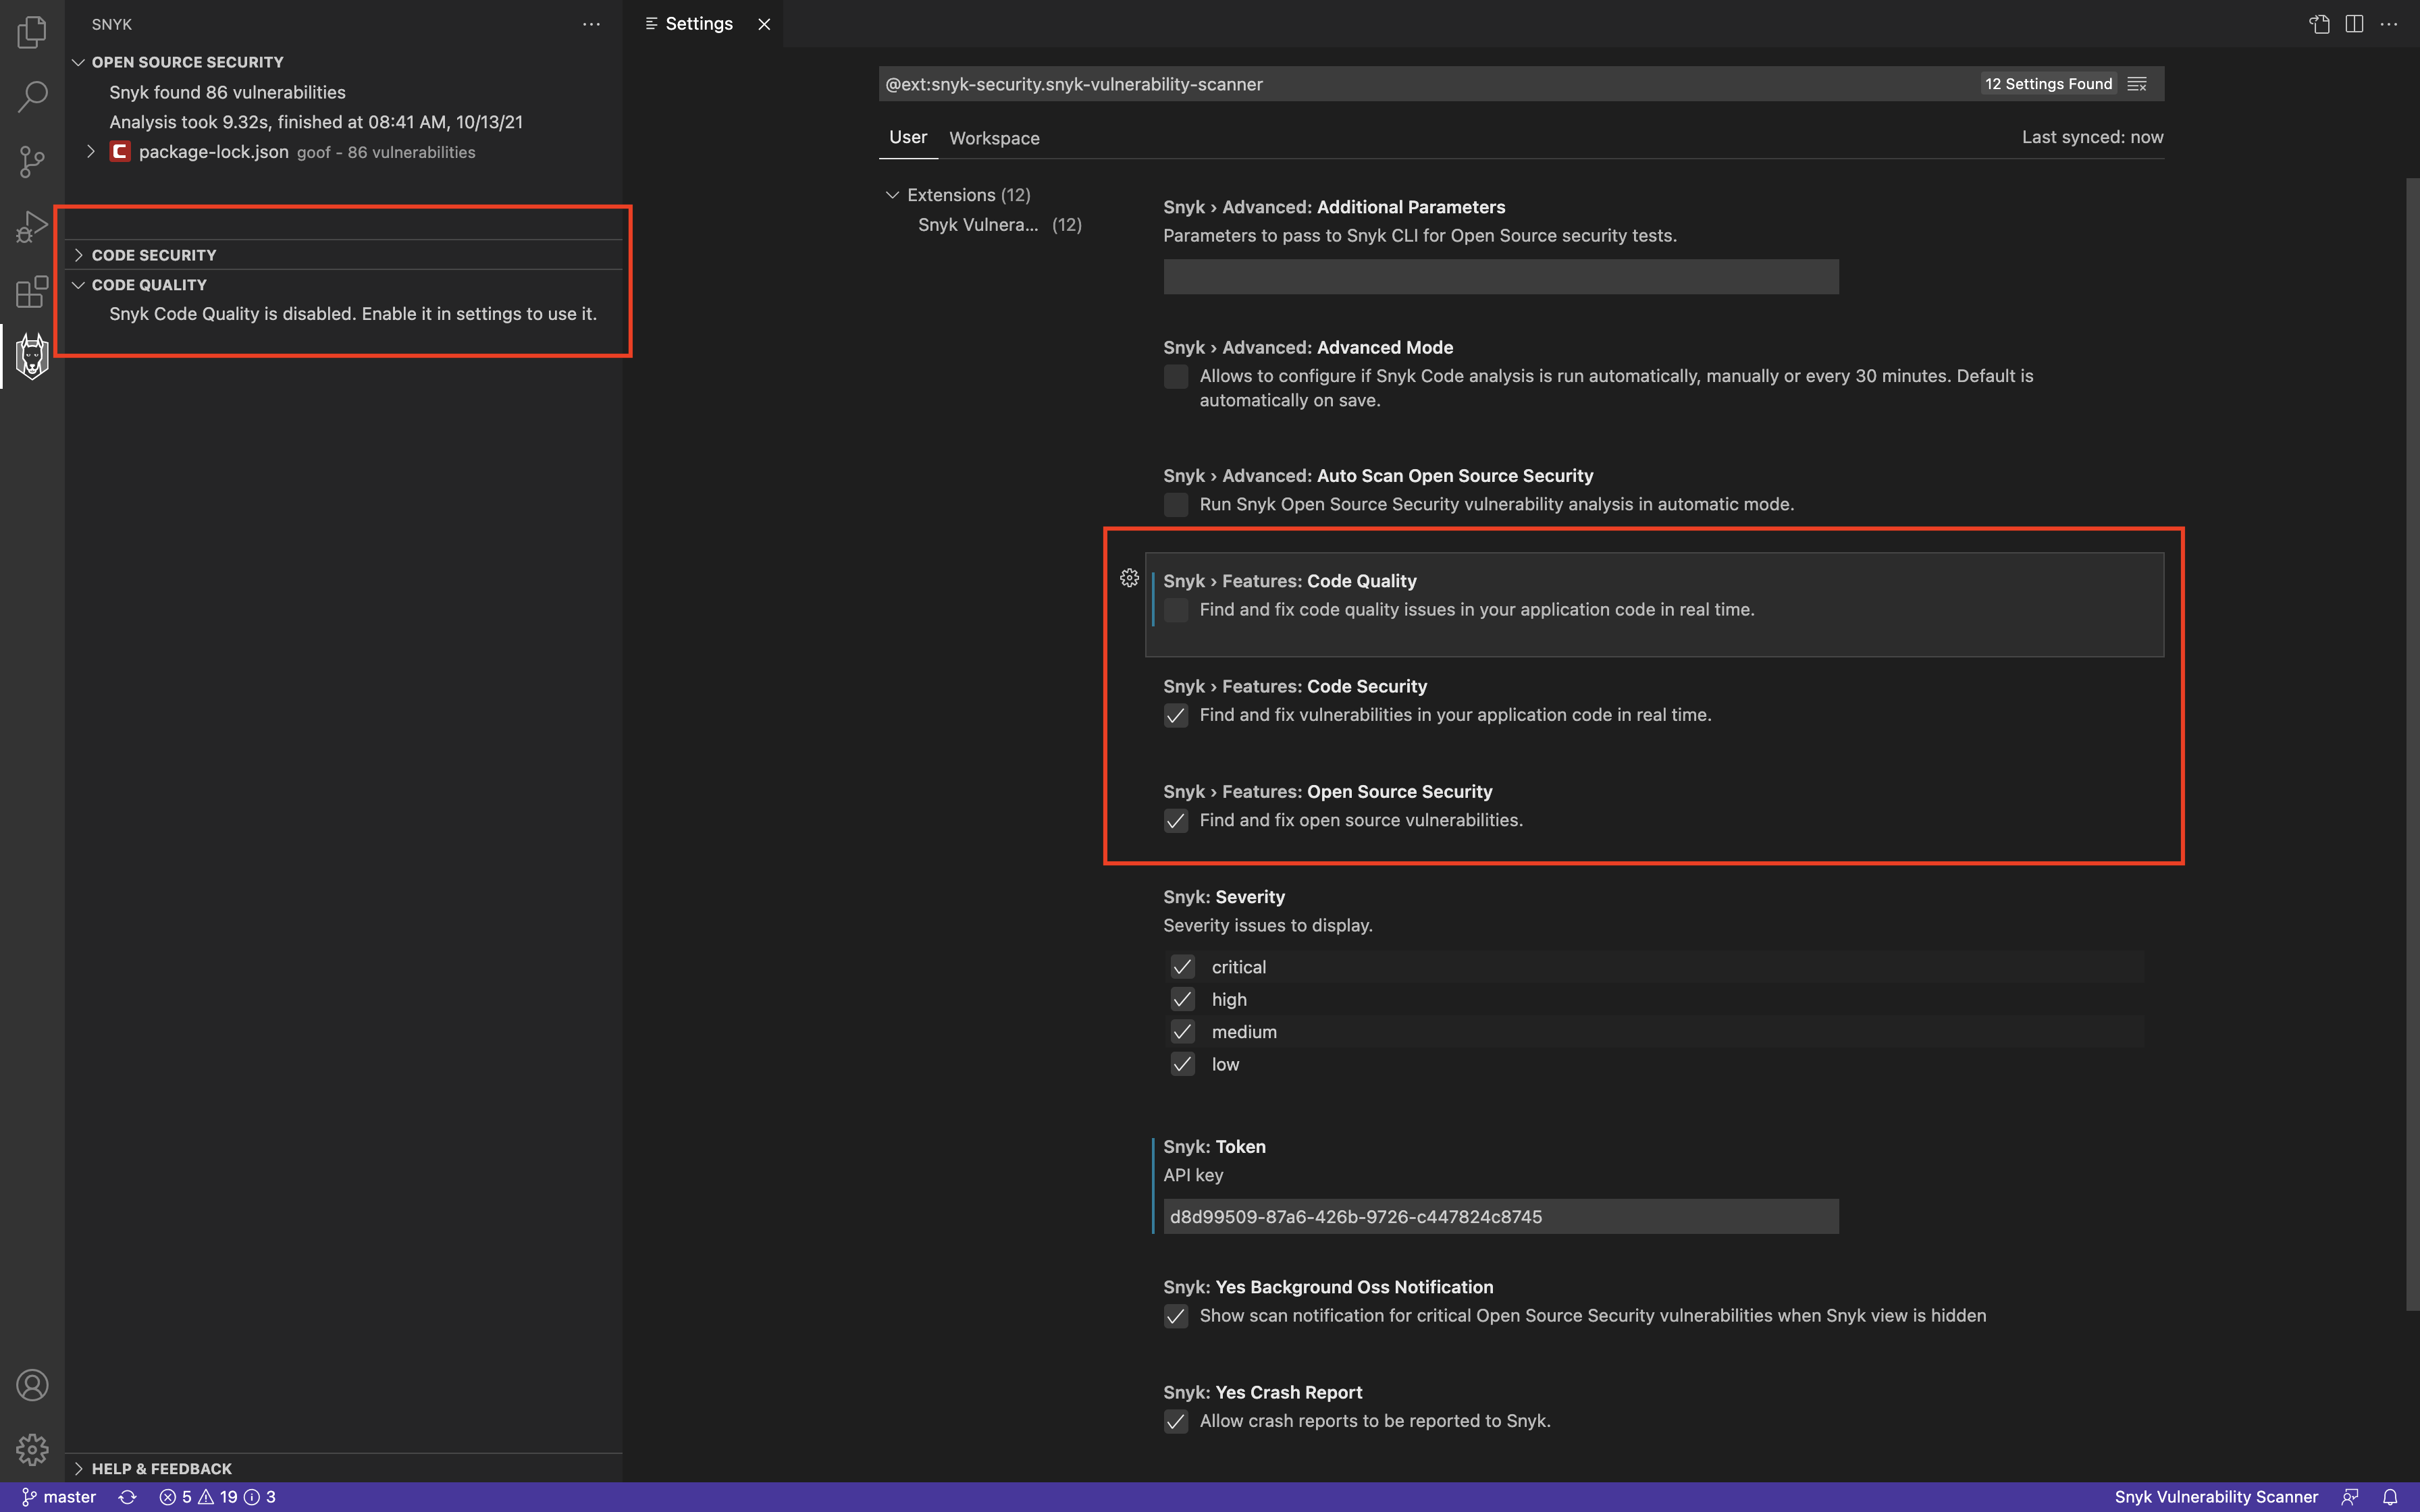 SNYK
OPEN SOURCE SECURITY
Snyk found 86 vulnerabilities
Analysis took 9.32s, finished at 08:41 AM, 10/13/21
package-lock.json goof - 86 vulnerabilities
CODE SECURITY
CODE QUALITY
Snyk Code Quality is disabled. Enable it in settings to use it.
HELP & FEEDBACK
Settings
@ext:snyk-security.snyk-vulnerability-scanner
12 Settings Found
User Workspace
Last synced: now
Extensions (12)
Snyk Vulnera... (12)
Snyk › Advanced: Additional Parameters
Parameters to pass to Snyk CLI for Open Source security tests.
Snyk › Advanced: Advanced Mode
Allows to configure if Snyk Code analysis is run automatically, manually or every 30 minutes. Default is
automatically on save.
Snyk › Advanced: Auto Scan Open Source Security
Run Snyk Open Source Security vulnerability analysis in automatic mode.
Snyk › Features: Code Quality
Find and fix code quality issues in your application code in real time.
Snyk › Features: Code Security
Find and fix vulnerabilities in your application code in real time.
Snyk › Features: Open Source Security
Find and fix open source vulnerabilities.
Snyk: Severity
Severity issues to display.
critical
high
medium
low
Snyk: Token
API key
d8d99509-87a6-426b-9726-c447824c8745
Snyk: Yes Background Oss Notification
Show scan notification for critical Open Source Security vulnerabilities when Snyk view is hidden
Snyk: Yes Crash Report
Allow crash reports to be reported to Snyk.
master 5 19 3
Snyk Vulnerability Scanner